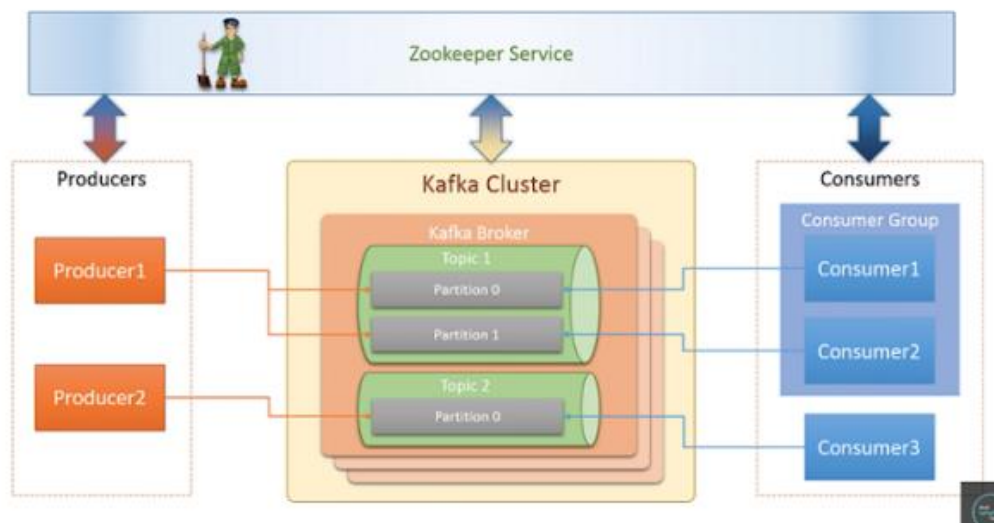 Zookeeper Service
Producers
Producer1
Producer2
Kafka Cluster
Kafka Broker
Topic 1
Partition 0
Partition 1
Topic 2
Partition 0
Consumers
Consumer Group
Consumer1
Consumer2
Consumer3